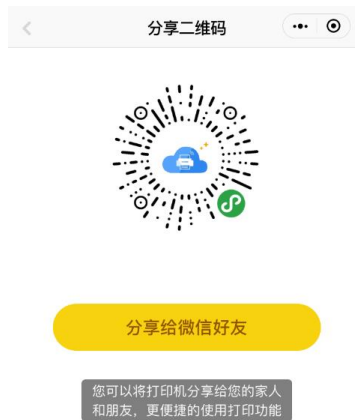 分享二维码
分享给微信好友
您可以将打印机分享给您的家人
和朋友，更便捷的使用打印功能